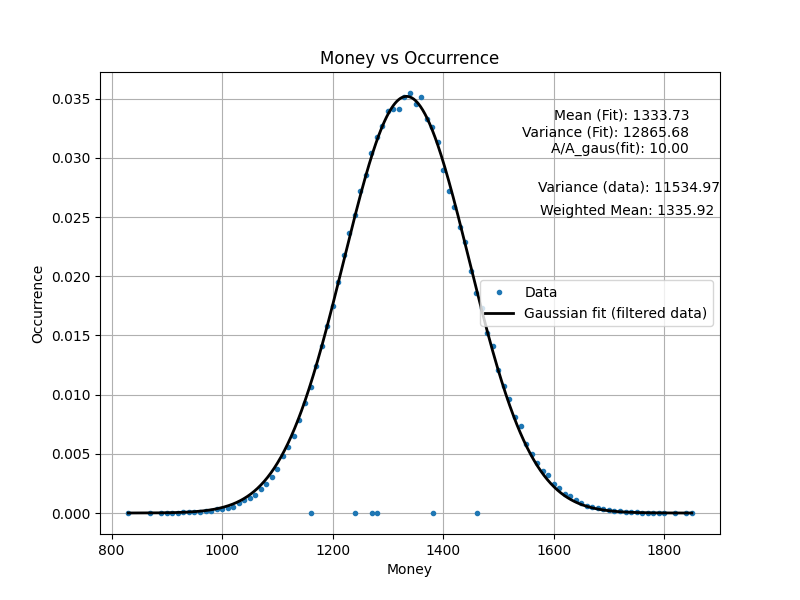 Money vs Occurrence
Mean (Fit): 1333.73
Variance (Fit): 12865.68
A/A_gaus(fit): 10.00
Variance (data): 11534.97
Weighted Mean: 1335.92
Data
Gaussian fit (filtered data)
Occurrence
0.035
0.030
0.025
0.020
0.015
0.010
0.005
0.000
800 1000 1200 1400 1600 1800
Money